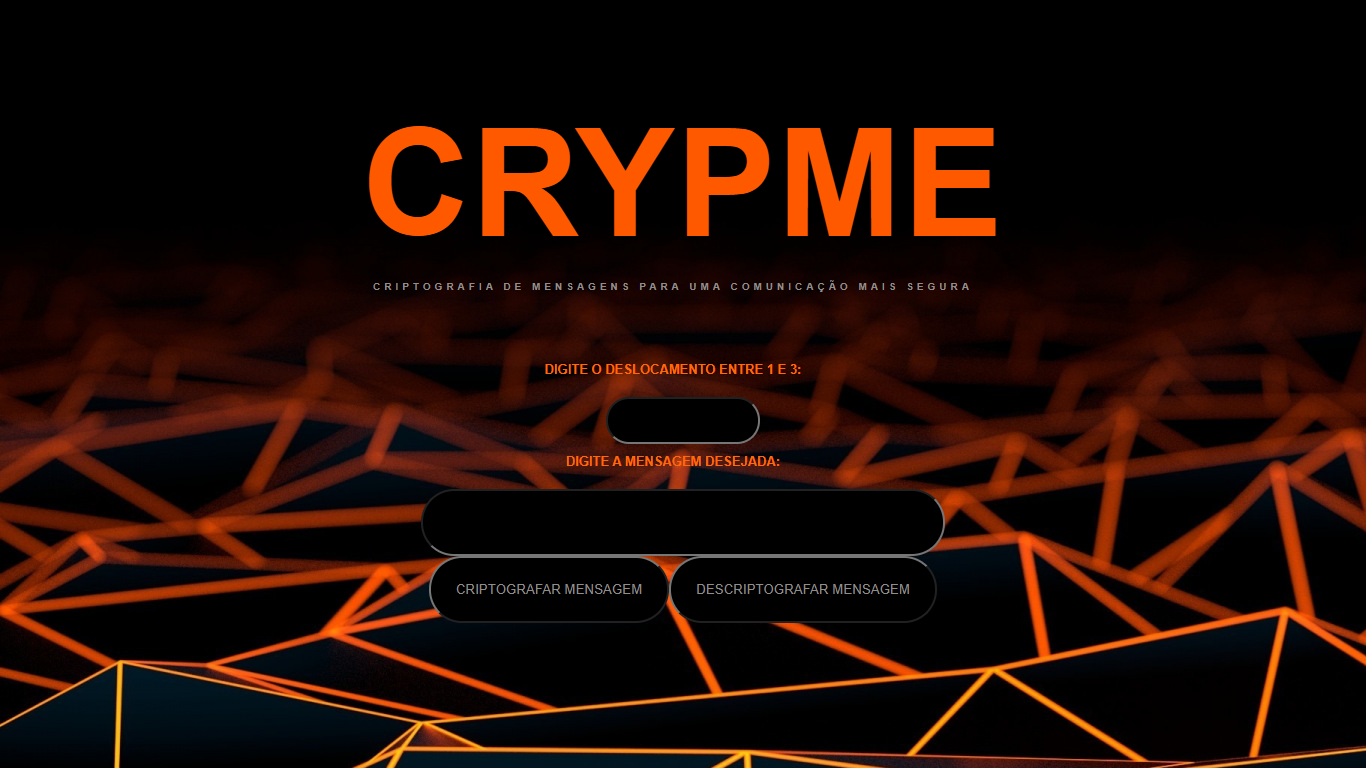 CRYPME
CRIPTOGRAFIA DE MENSAGENS PARA UMA COMUNICAÇÃO MAIS SEGURA
DIGITE O DESLOCAMENTO ENTRE 1 E 3:
DIGITE A MENSAGEM DESEJADA:
CRIPTOGRAFAR MENSAGEM
DESCRIPTOGRAFAR MENSAGEM